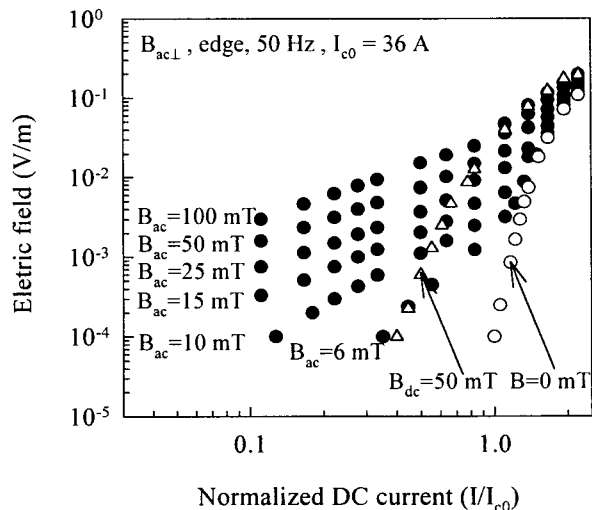 10⁰
B_ac⊥ , edge, 50 Hz , I_c0 = 36 A
10⁻¹
10⁻²
10⁻³
10⁻⁴
10⁻⁵
Eletric field (V/m)
B_ac=100 mT
B_ac=50 mT
B_ac=25 mT
B_ac=15 mT
B_ac=10 mT
B_ac=6 mT
B_dc=50 mT
B=0 mT
0.1
1.0
Normalized DC current (I/I_c0)